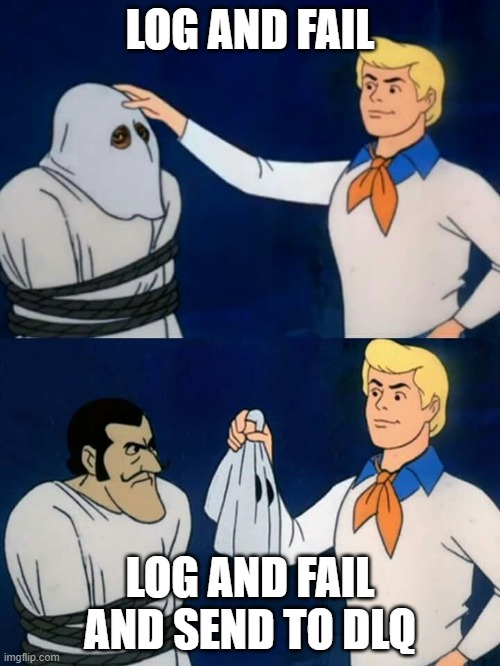 LOG AND FAIL
LOG AND FAIL
AND SEND TO DLQ
imgflip.com